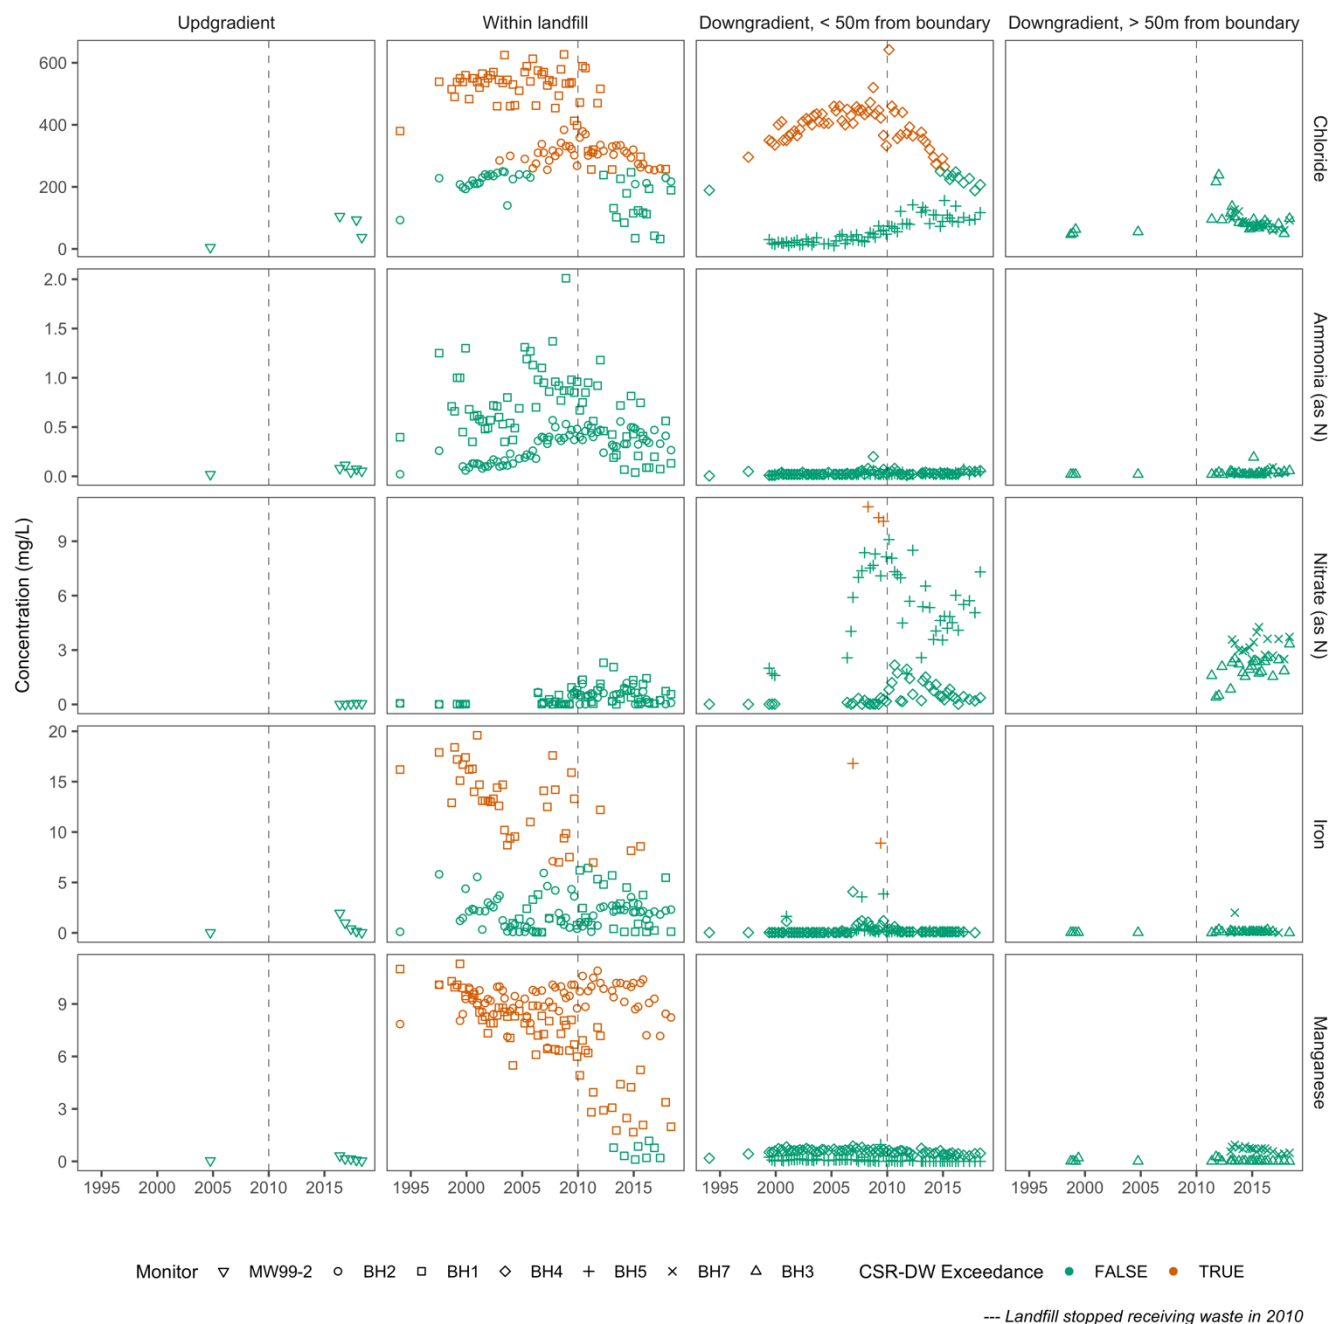 Updgradient Within landfill Downgradient, < 50m from boundary Downgradient, > 50m from boundary
600
400
200
0
Chloride
2.0
1.5
1.0
0.5
0.0
Ammonia (as N)
Concentration (mg/L)
9
6
3
0
Nitrate (as N)
20
15
10
5
0
Iron
9
6
3
0
Manganese
1995 2000 2005 2010 2015 1995 2000 2005 2010 2015 1995 2000 2005 2010 2015 1995 2000 2005 2010 2015
Monitor MW99-2 BH2 BH1 BH4 BH5 BH7 BH3 CSR-DW Exceedance FALSE TRUE
--- Landfill stopped receiving waste in 2010